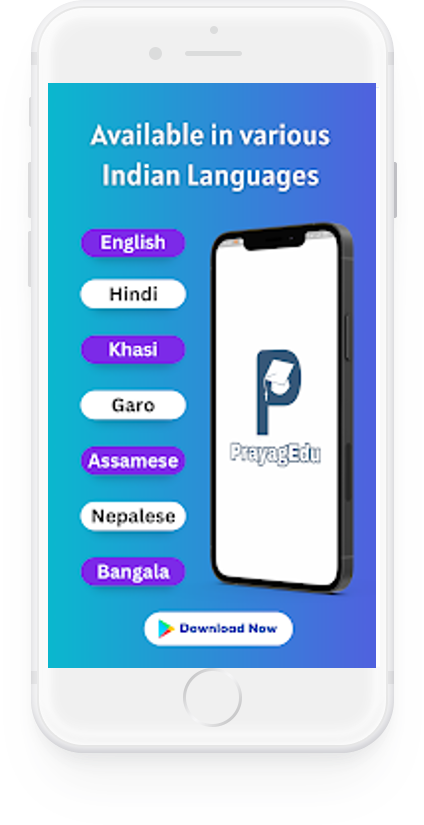 Available in various
Indian Languages
English
Hindi
Khasi
Garo
Assamese
Nepalese
Bangala
PrayagEdu
Download Now